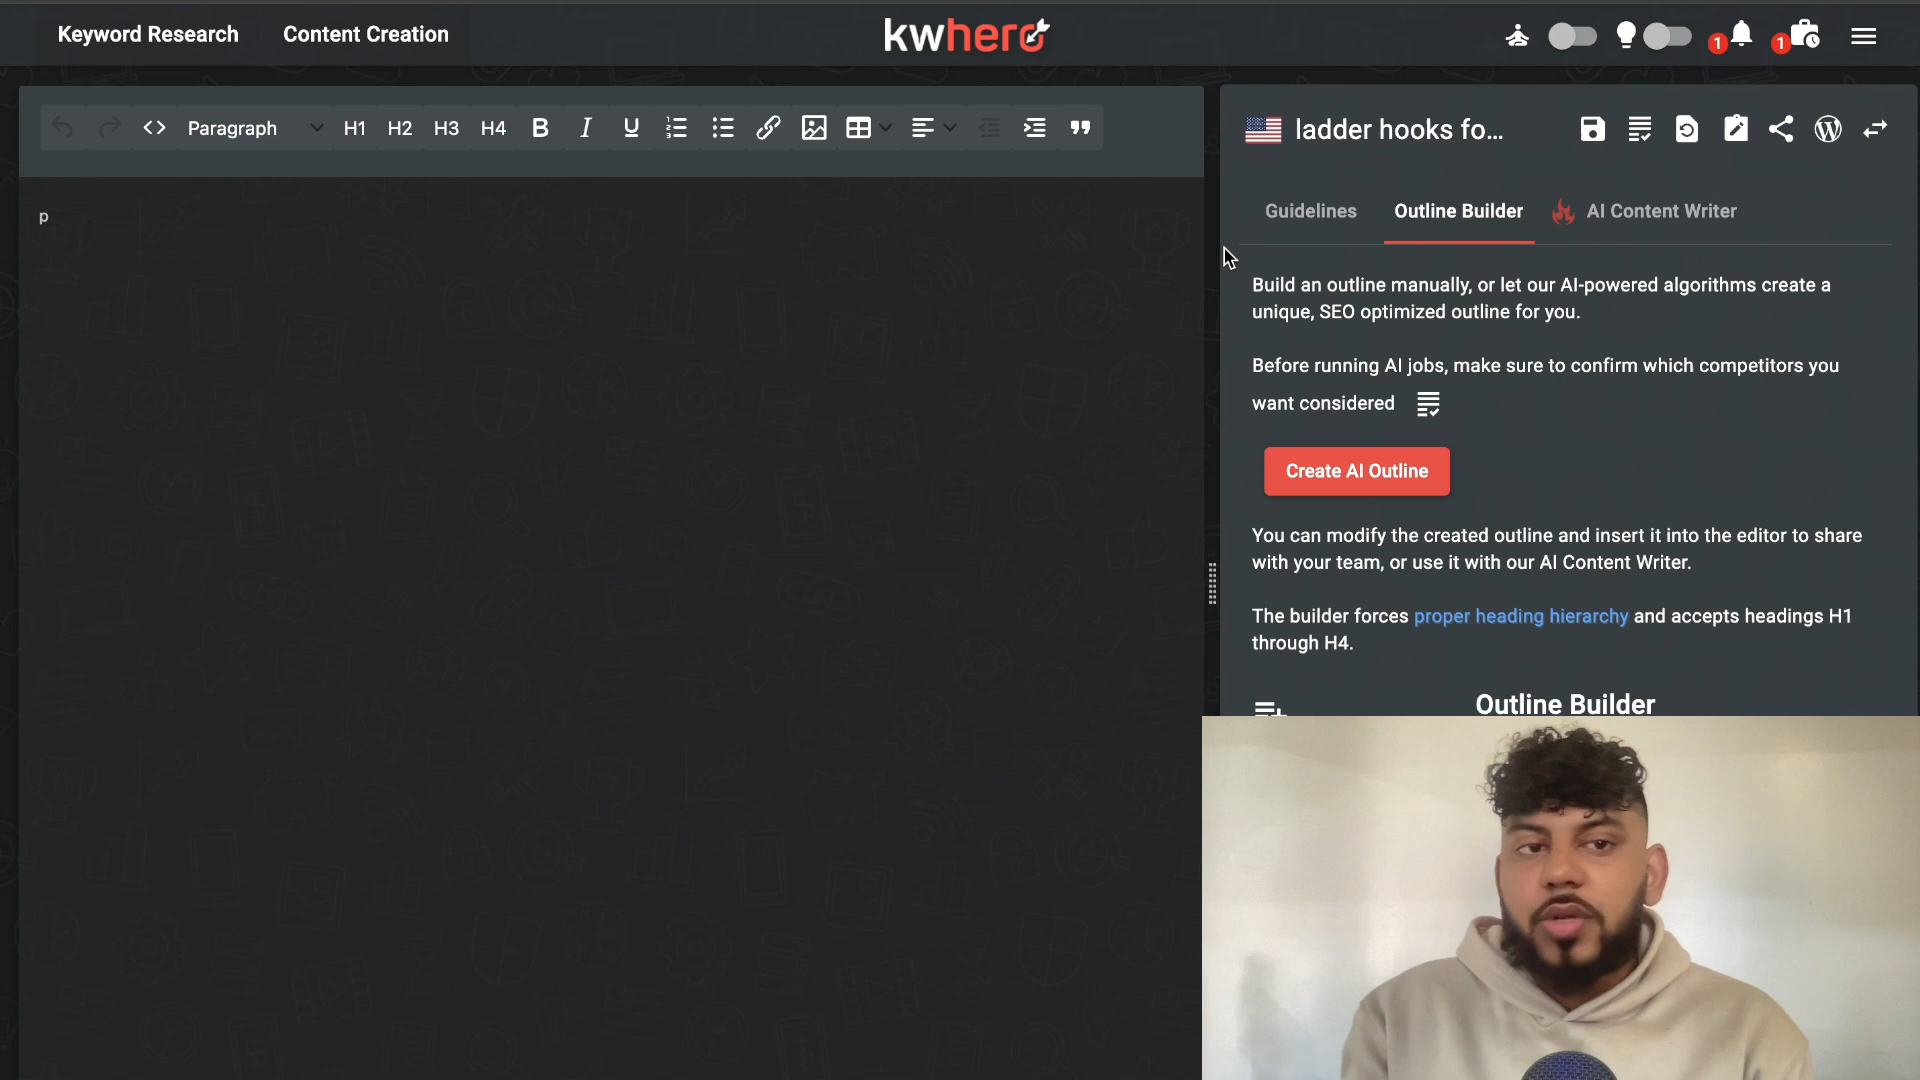 Keyword Research Content Creation kwhero 1 1
Paragraph H1 H2 H3 H4 B I U
ladder hooks fo...
p
Guidelines Outline Builder AI Content Writer
Build an outline manually, or let our AI-powered algorithms create a
unique, SEO optimized outline for you.
Before running AI jobs, make sure to confirm which competitors you
want considered
Create AI Outline
You can modify the created outline and insert it into the editor to share
with your team, or use it with our AI Content Writer.
The builder forces proper heading hierarchy and accepts headings H1
through H4.
Outline Builder